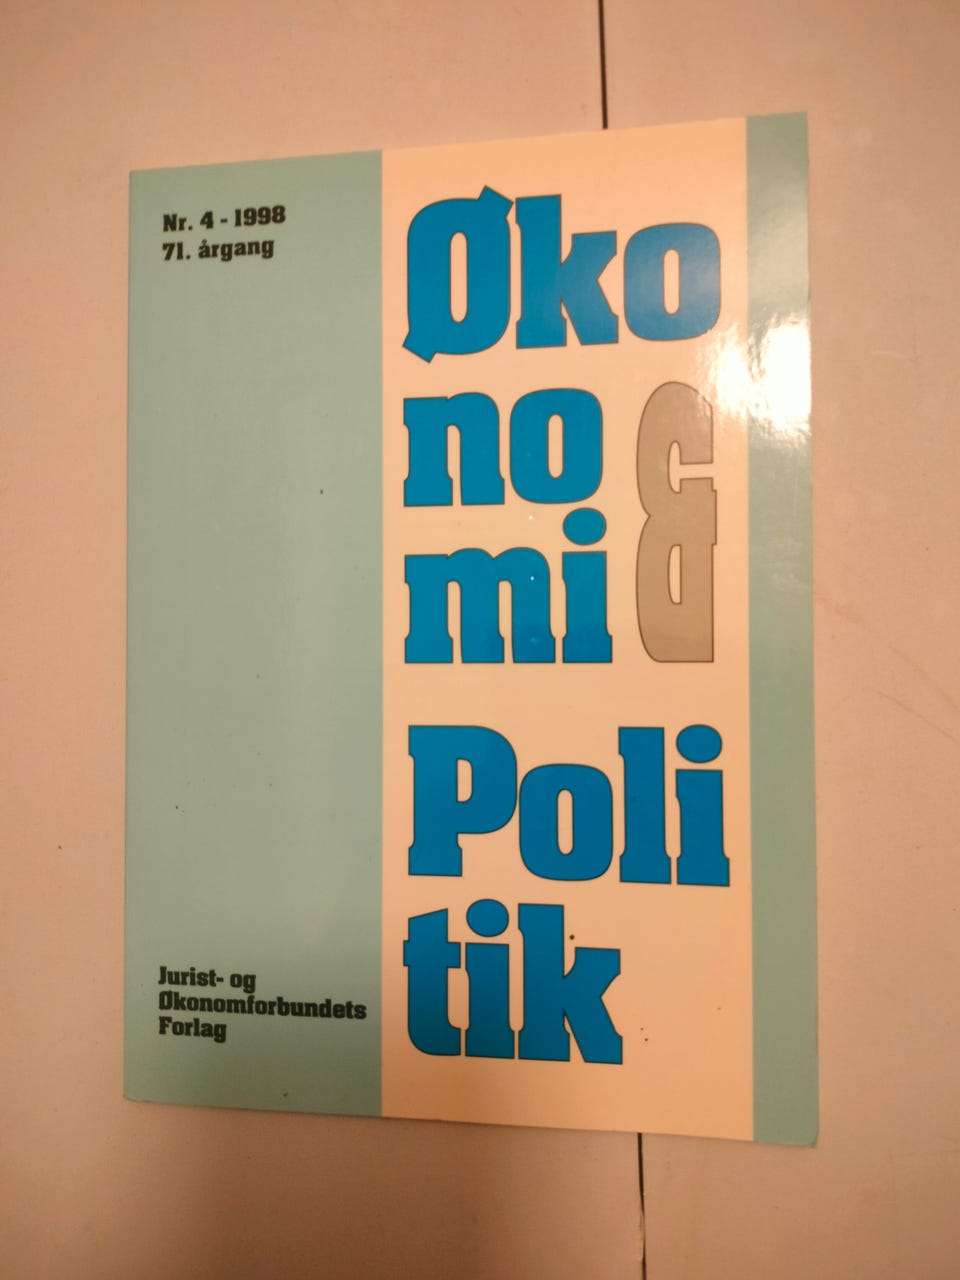 Nr. 4 - 1998
71. årgang
Øko
no
mi
&
Poli
tik
Jurist- og
Økonomforbundets
Forlag